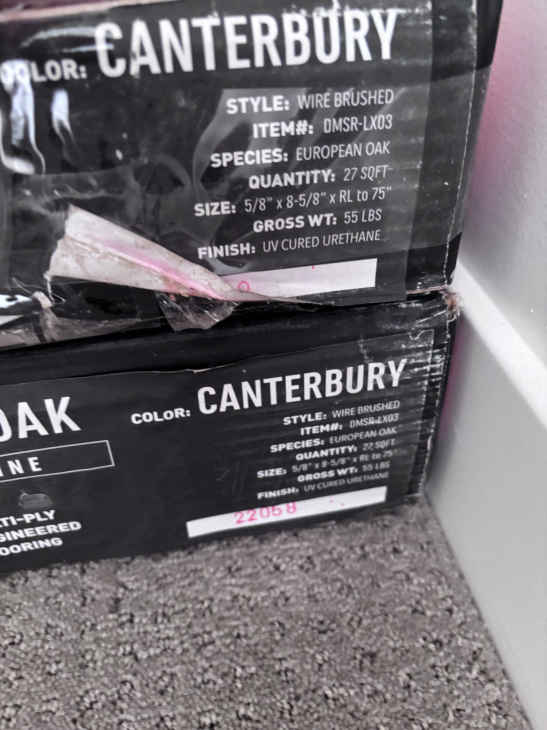 COLOR: CANTERBURY
STYLE: WIRE BRUSHED
ITEM#: DMSR-LX03
SPECIES: EUROPEAN OAK
QUANTITY: 27 SQFT
SIZE: 5/8" x 8-5/8" x RL to 75"
GROSS WT: 55 LBS
FINISH: UV CURED URETHANE
OAK
INE
TI-PLY
GINEERED
OORING
COLOR: CANTERBURY
STYLE: WIRE BRUSHED
ITEM#: DMSR-LX03
SPECIES: EUROPEAN OAK
QUANTITY: 27 SQFT
SIZE: 5/8" x 8-5/8" x RL to 75"
GROSS WT: 55 LBS
FINISH: UV CURED URETHANE
22068